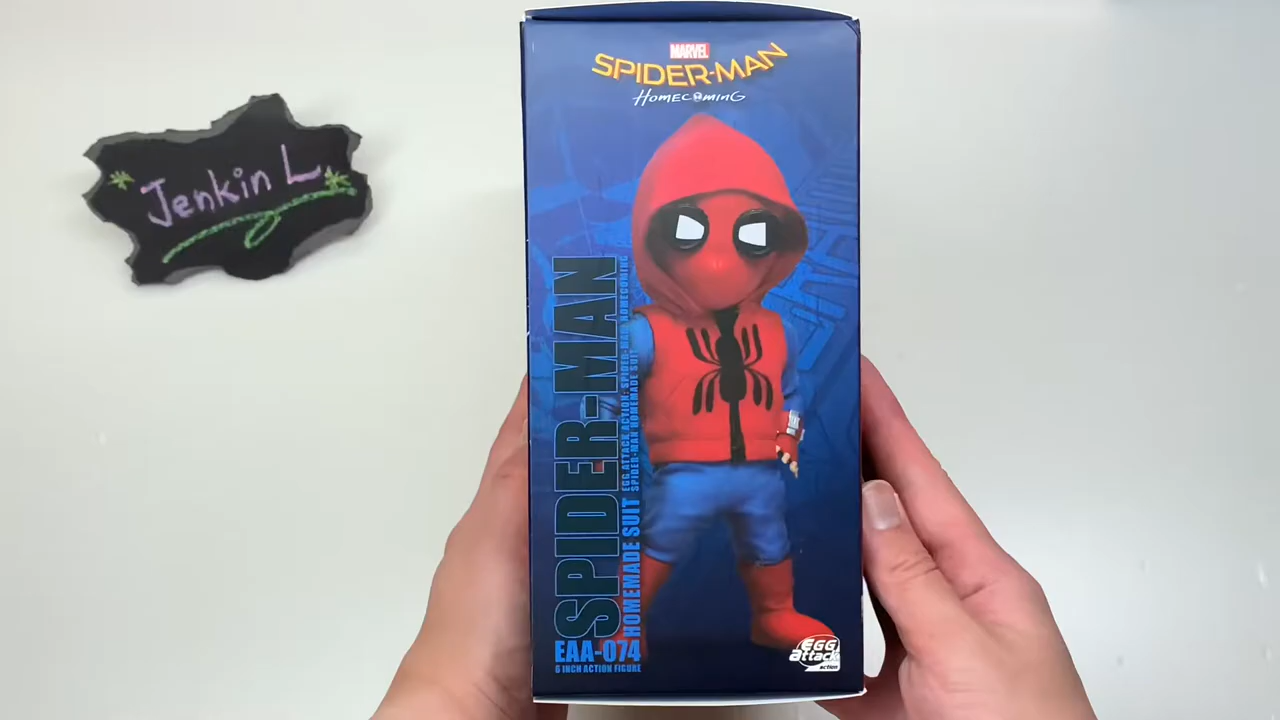 Jenkin L
MARVEL
SPIDER-MAN
HOMECOMING
SPIDER-MAN
HOMEMADE SUIT
EGG ATTACK ACTION: SPIDER-MAN: HOMECOMING
SPIDER-MAN HOMEMADE SUIT
EAA-074
6 INCH ACTION FIGURE
EGG
attack
action